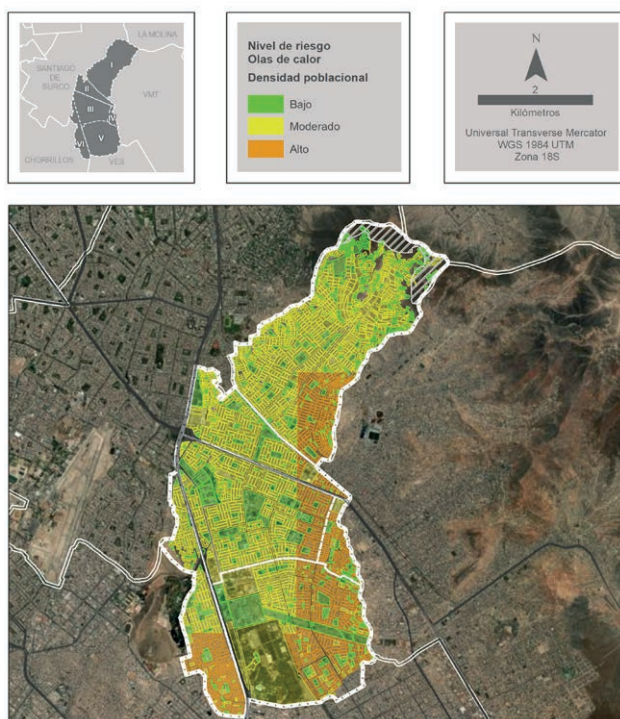 LA MOLINA
SANTIAGO
DE
SURCO
VMT
I
II
III
IV
V
VI
CHORRILLOS
VES
Nivel de riesgo
Olas de calor
Densidad poblacional
Bajo
Moderado
Alto
N
2
Kilómetros
Universal Transverse Mercator
WGS 1984 UTM
Zona 18S